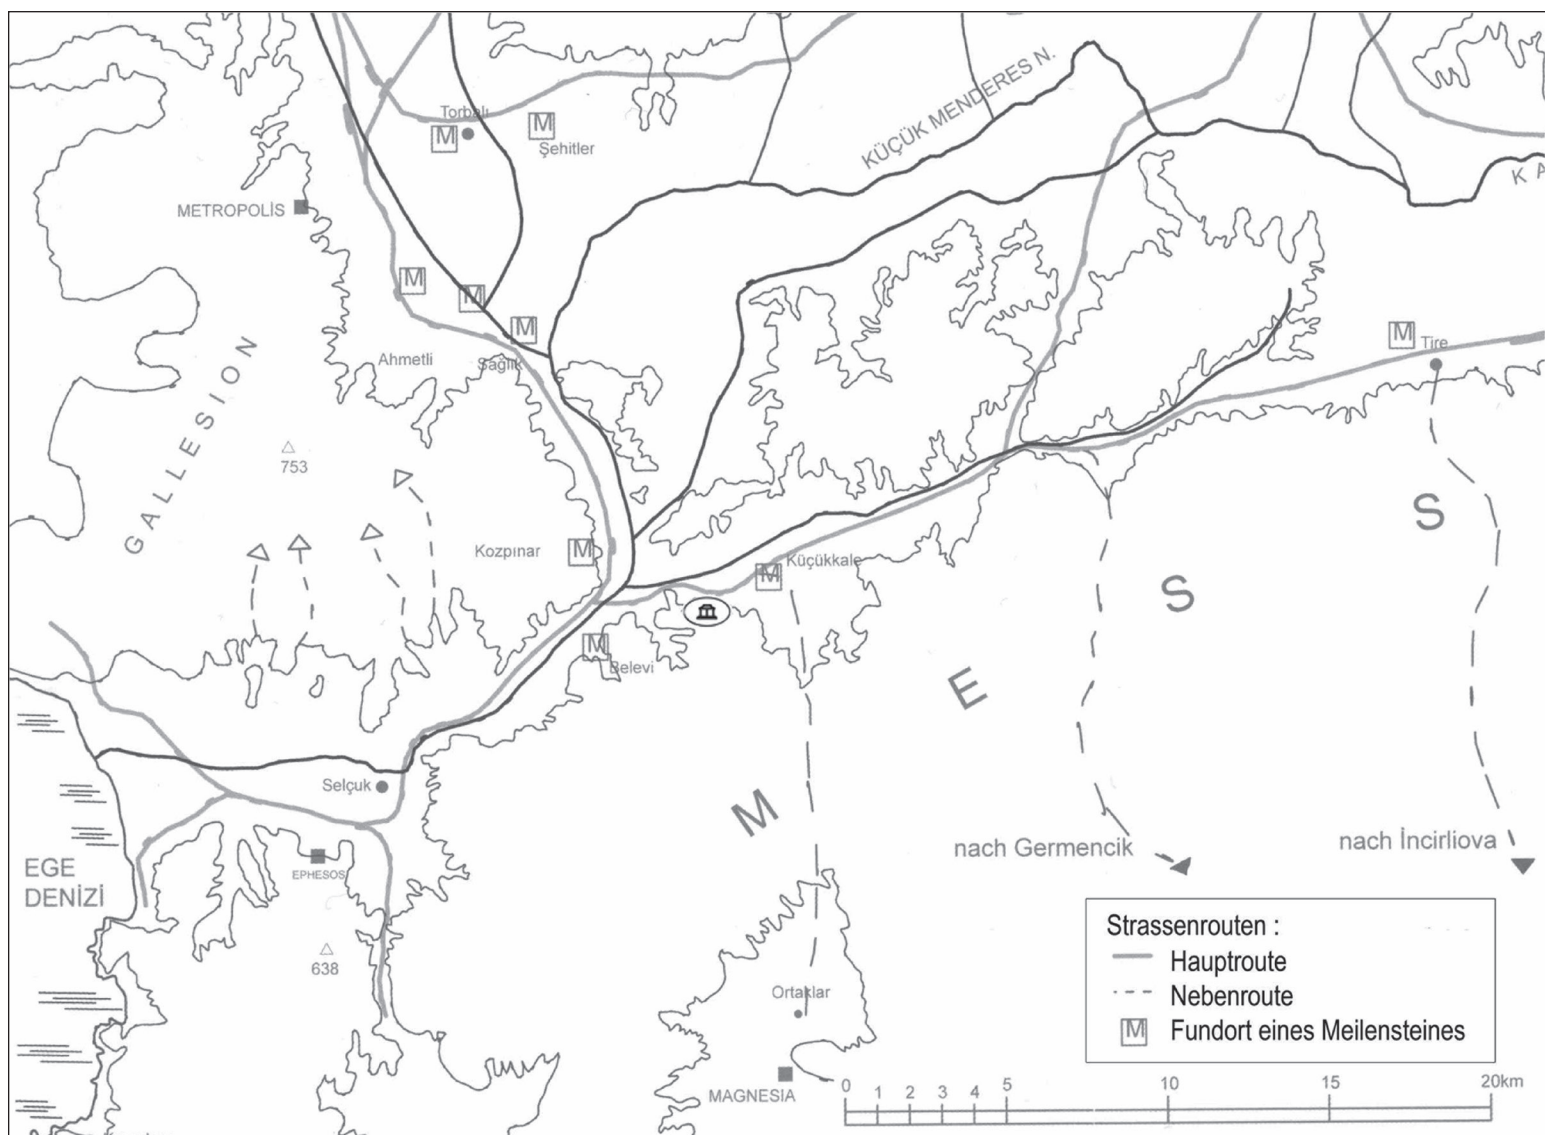 KÜÇÜK MENDERES N.
Torbalı
M
M
Şehitler
K A
METROPOLİS
M
M
M
M
Tire
Ahmetli
Sağlık
GALLESION
753
Kozpınar
M
Küçükkale
M
M
Belevi
M E S S
Selçuk
EPHESOS
EGE
DENİZİ
638
nach Germencik
nach İncirliova
Ortaklar
MAGNESIA
Strassenrouten :
Hauptroute
Nebenroute
M Fundort eines Meilensteines
0 1 2 3 4 5 10 15 20km